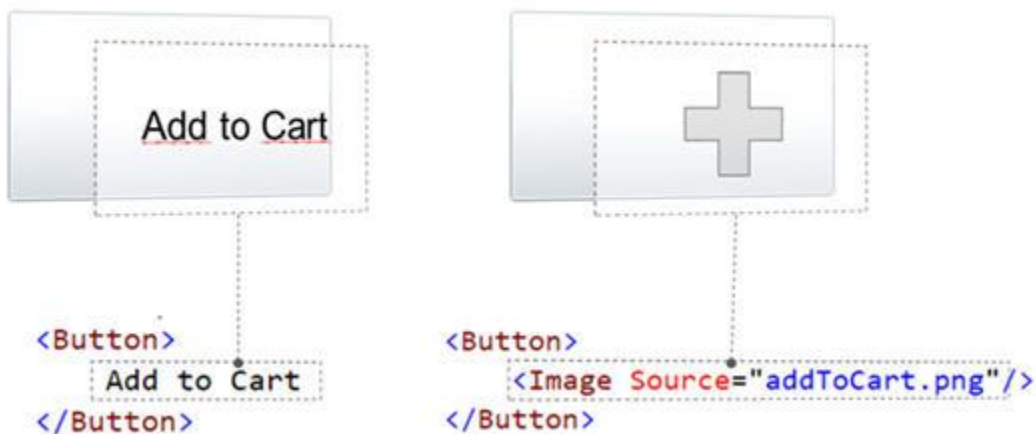 Add to Cart
<Button>
Add to Cart
</Button>
<Button>
<Image Source="addToCart.png"/>
</Button>